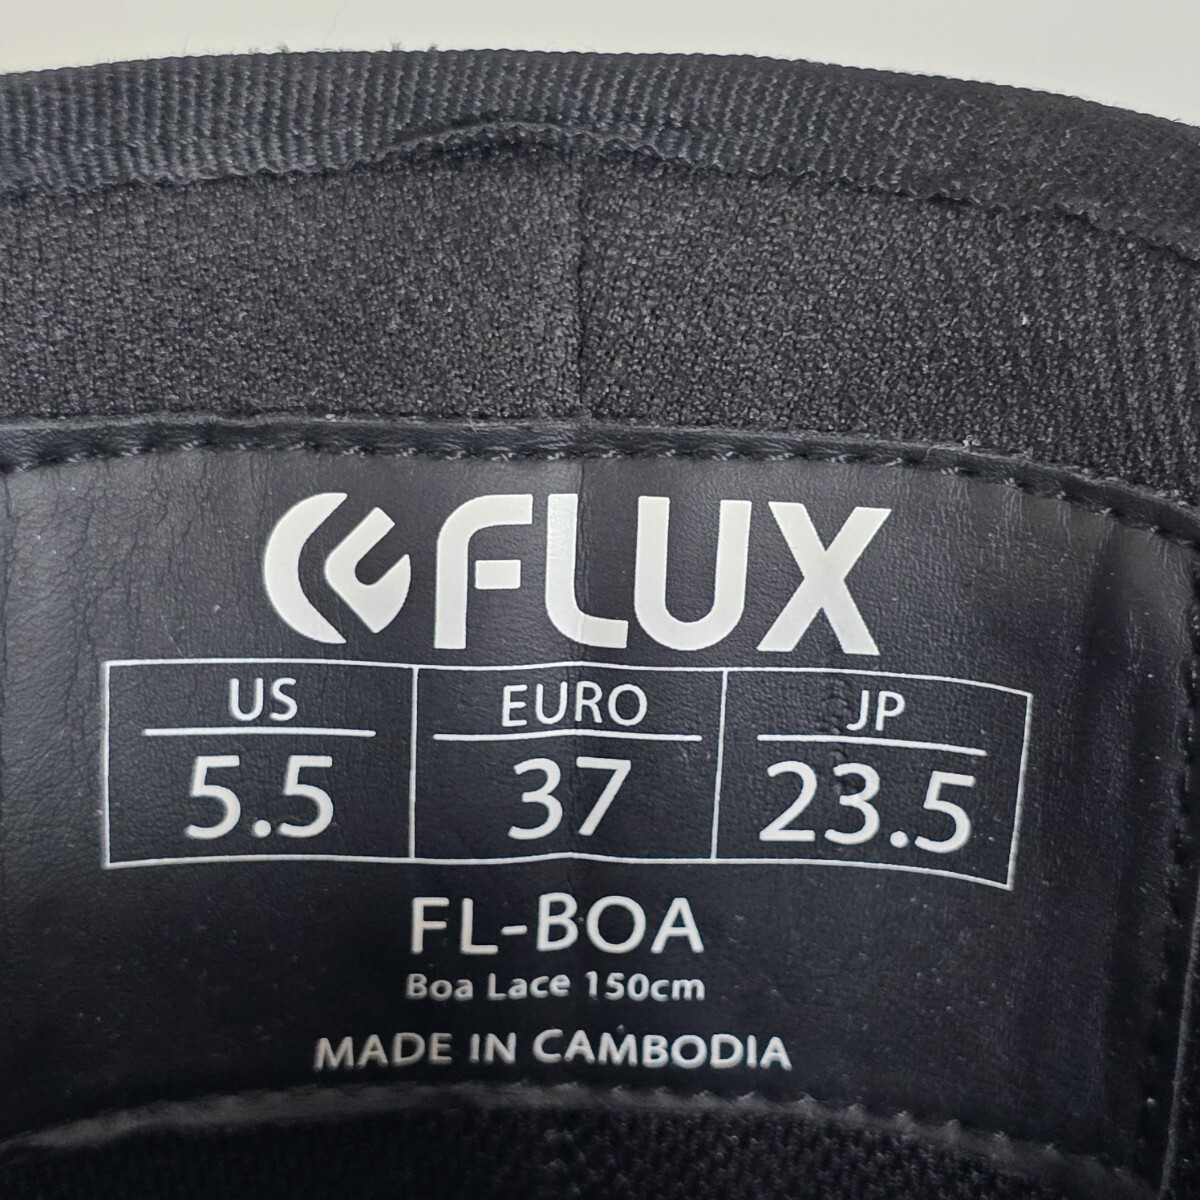 FLUX
US EURO JP
5.5 37 23.5
FL-BOA
Boa Lace 150cm
MADE IN CAMBODIA